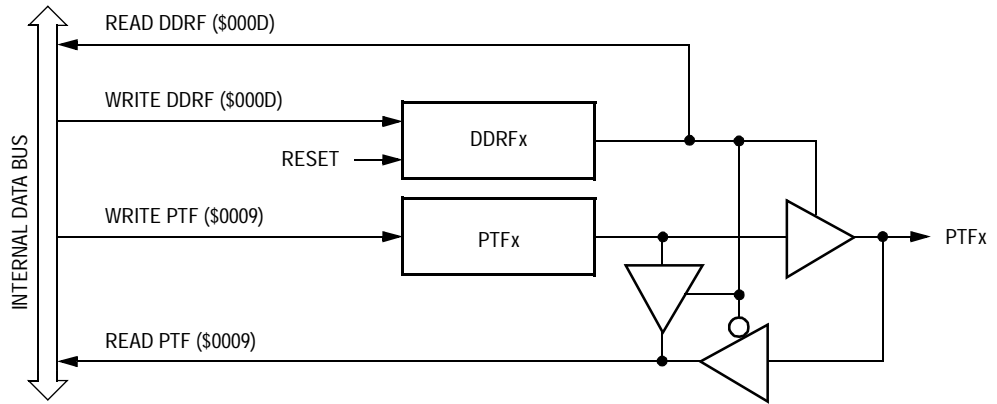 READ DDRF ($000D)
WRITE DDRF ($000D)
DDRFx
RESET
INTERNAL DATA BUS
WRITE PTF ($0009)
PTFx
PTFx
READ PTF ($0009)